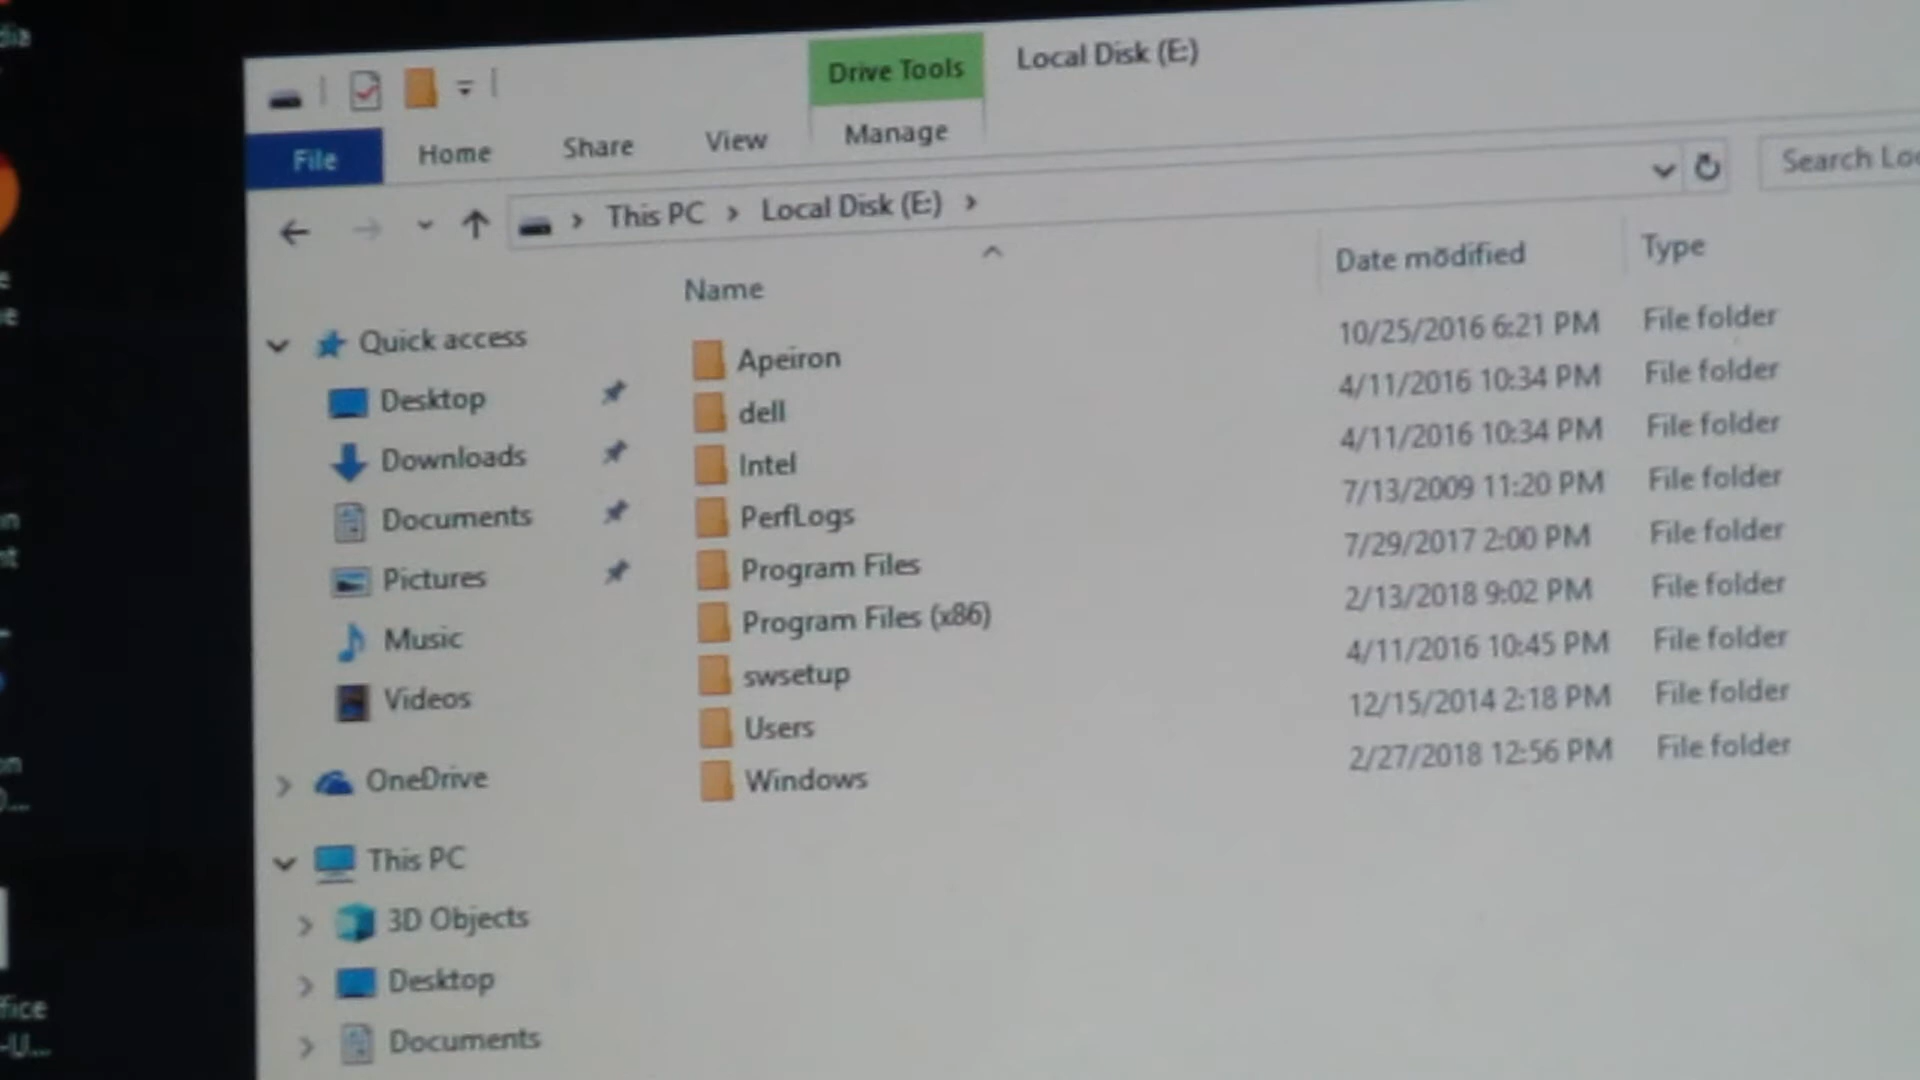 Drive Tools Local Disk (E:)
File Home Share View Manage
This PC > Local Disk (E:) > Search Loc
Name Date modified Type
Quick access
Desktop
Downloads
Documents
Pictures
Music
Videos
OneDrive
This PC
3D Objects
Desktop
Documents
Apeiron 10/25/2016 6:21 PM File folder
dell 4/11/2016 10:34 PM File folder
Intel 4/11/2016 10:34 PM File folder
PerfLogs 7/13/2009 11:20 PM File folder
Program Files 7/29/2017 2:00 PM File folder
Program Files (x86) 2/13/2018 9:02 PM File folder
swsetup 4/11/2016 10:45 PM File folder
Users 12/15/2014 2:18 PM File folder
Windows 2/27/2018 12:56 PM File folder